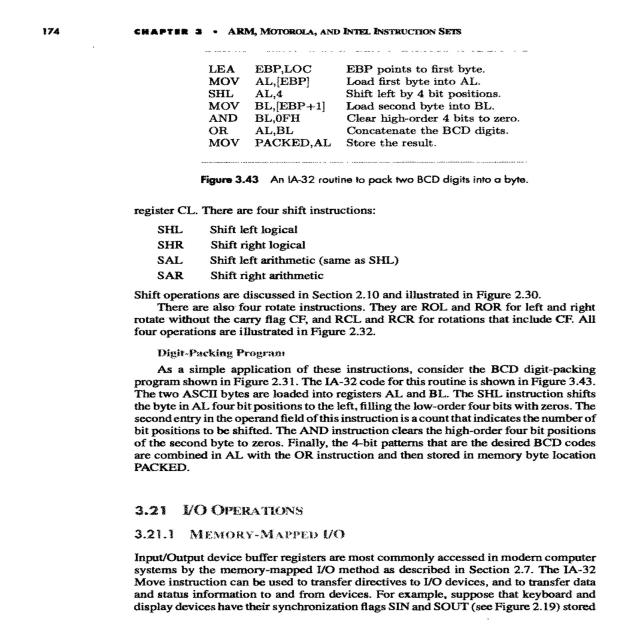 174 CHAPTER 3 • ARM, MOTOROLA, AND INTEL INSTRUCTION SETS
LEA EBP,LOC EBP points to first byte.
MOV AL,[EBP] Load first byte into AL.
SHL AL,4 Shift left by 4 bit positions.
MOV BL,[EBP+1] Load second byte into BL.
AND BL,0FH Clear high-order 4 bits to zero.
OR AL,BL Concatenate the BCD digits.
MOV PACKED,AL Store the result.
Figure 3.43 An IA-32 routine to pack two BCD digits into a byte.
register CL. There are four shift instructions:
SHL Shift left logical
SHR Shift right logical
SAL Shift left arithmetic (same as SHL)
SAR Shift right arithmetic
Shift operations are discussed in Section 2.10 and illustrated in Figure 2.30.
There are also four rotate instructions. They are ROL and ROR for left and right
rotate without the carry flag CF, and RCL and RCR for rotations that include CF. All
four operations are illustrated in Figure 2.32.
Digit-Packing Program
As a simple application of these instructions, consider the BCD digit-packing
program shown in Figure 2.31. The IA-32 code for this routine is shown in Figure 3.43.
The two ASCII bytes are loaded into registers AL and BL. The SHL instruction shifts
the byte in AL four bit positions to the left, filling the low-order four bits with zeros. The
second entry in the operand field of this instruction is a count that indicates the number of
bit positions to be shifted. The AND instruction clears the high-order four bit positions
of the second byte to zeros. Finally, the 4-bit patterns that are the desired BCD codes
are combined in AL with the OR instruction and then stored in memory byte location
PACKED.
3.21 I/O OPERATIONS
3.21.1 MEMORY-MAPPED I/O
Input/Output device buffer registers are most commonly accessed in modern computer
systems by the memory-mapped I/O method as described in Section 2.7. The IA-32
Move instruction can be used to transfer directives to I/O devices, and to transfer data
and status information to and from devices. For example, suppose that keyboard and
display devices have their synchronization flags SIN and SOUT (see Figure 2.19) stored